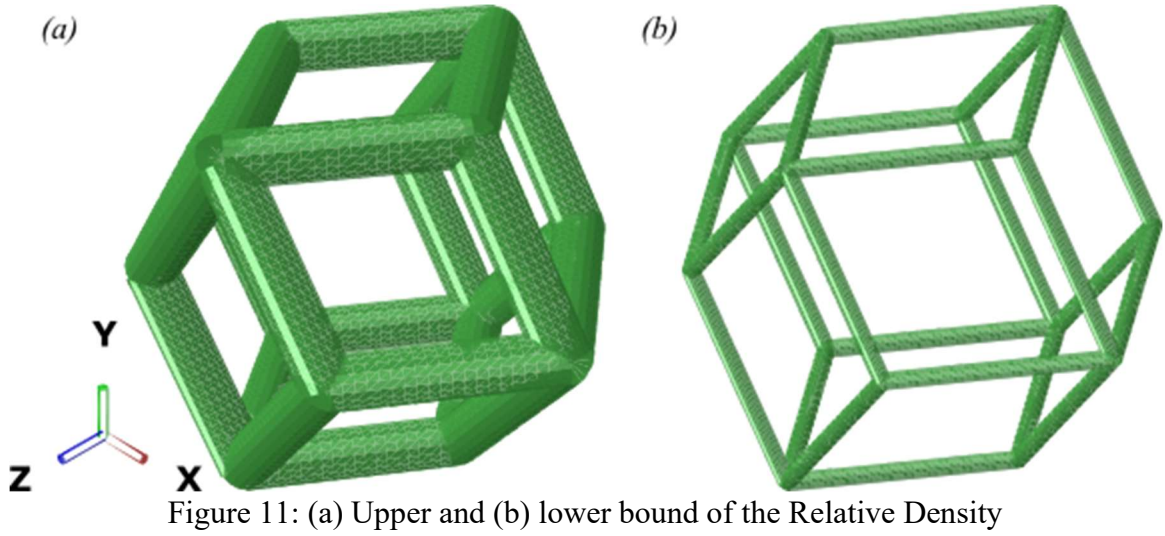 (a)
(b)
Y
Z
X
Figure 11: (a) Upper and (b) lower bound of the Relative Density